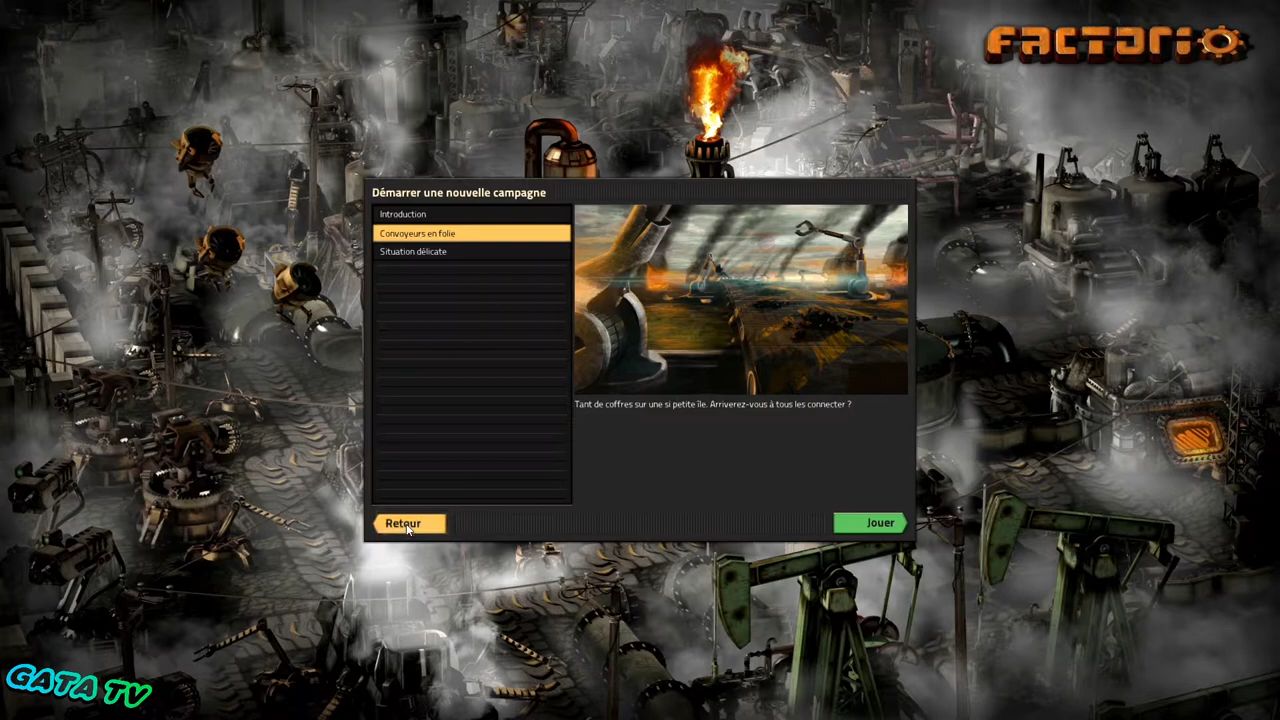 FACTORIO
Démarrer une nouvelle campagne
Introduction
Convoyeurs en folie
Situation délicate
Tant de coffres sur une si petite île. Arriverez-vous à tous les connecter ?
Retour
Jouer
GATA TV